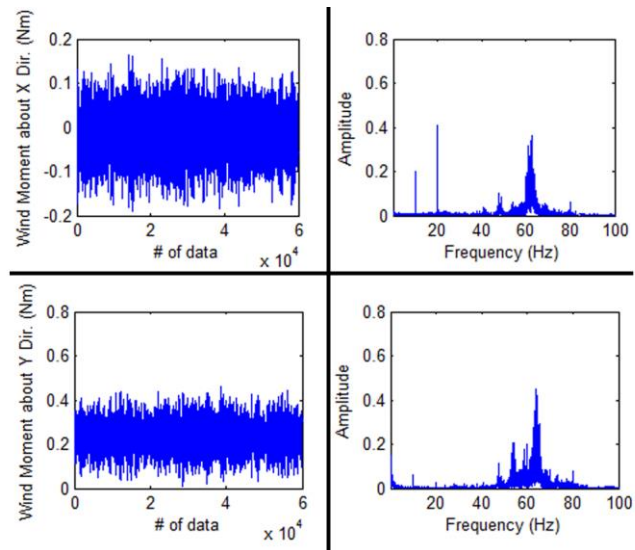 Wind Moment about X Dir. (Nm)
0.2
0.1
0
-0.1
-0.2
0 2 4 6
# of data
x 10^4
Amplitude
0.8
0.6
0.4
0.2
0
20 40 60 80 100
Frequency (Hz)
Wind Moment about Y Dir. (Nm)
0.8
0.6
0.4
0.2
0
0 2 4 6
# of data
x 10^4
Amplitude
0.8
0.6
0.4
0.2
0
20 40 60 80 100
Frequency (Hz)